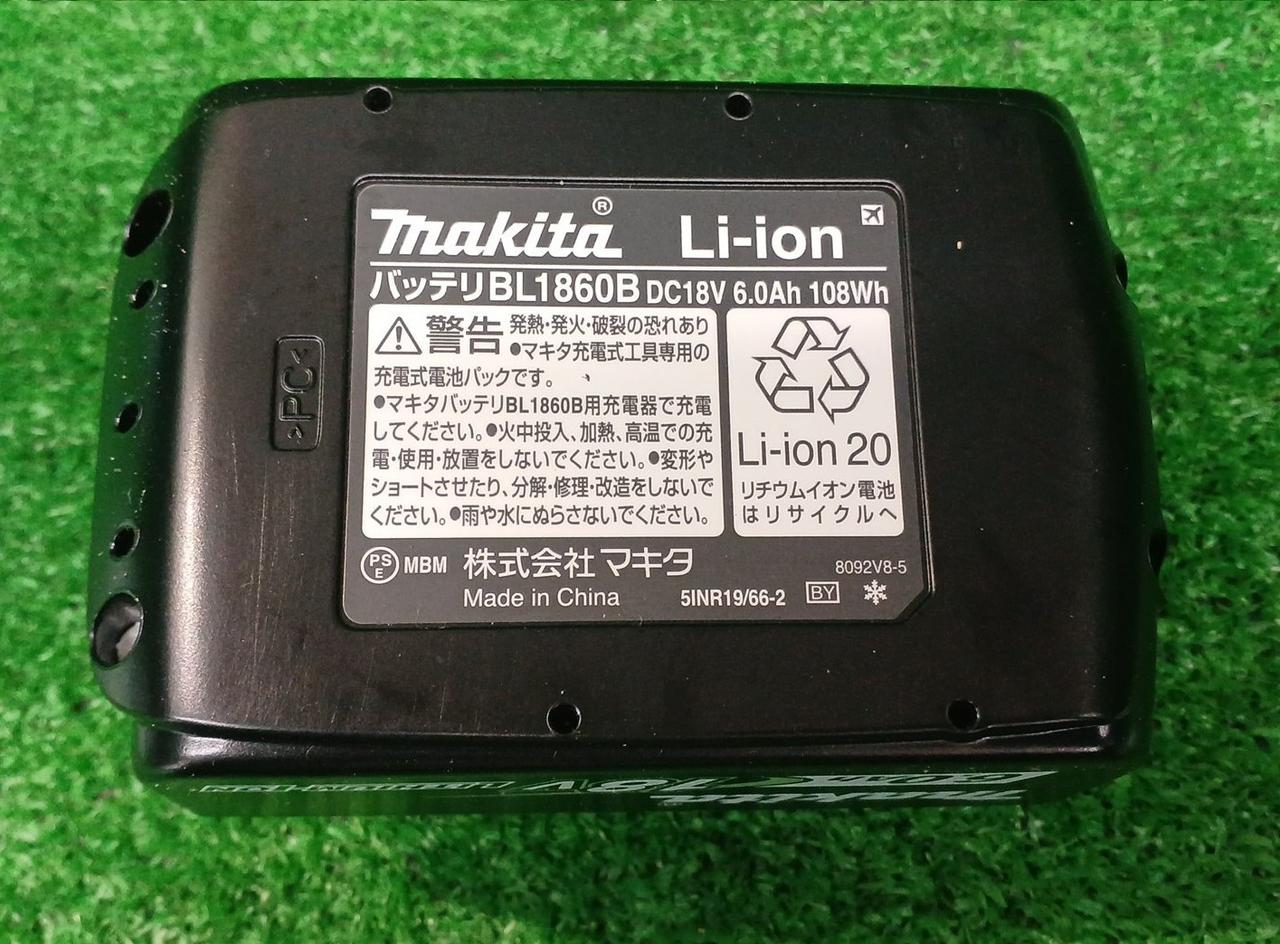 makita® Li-ion
バッテリBL1860B DC18V 6.0Ah 108Wh
警告 発熱・発火・破裂の恐れあり
●マキタ充電式工具専用の
充電式電池パックです。
●マキタバッテリBL1860B用充電器で充電
してください。●火中投入、加熱、高温での充
電・使用・放置をしないでください。●変形や
ショートさせたり、分解・修理・改造をしないで
ください。●雨や水にぬらさないでください。
Li-ion 20
リチウムイオン電池
はリサイクルへ
PSE MBM 株式会社マキタ 8092V8-5
Made in China 5INR19/66-2 BY
>PC<
makita 18V LITHIUM-ION